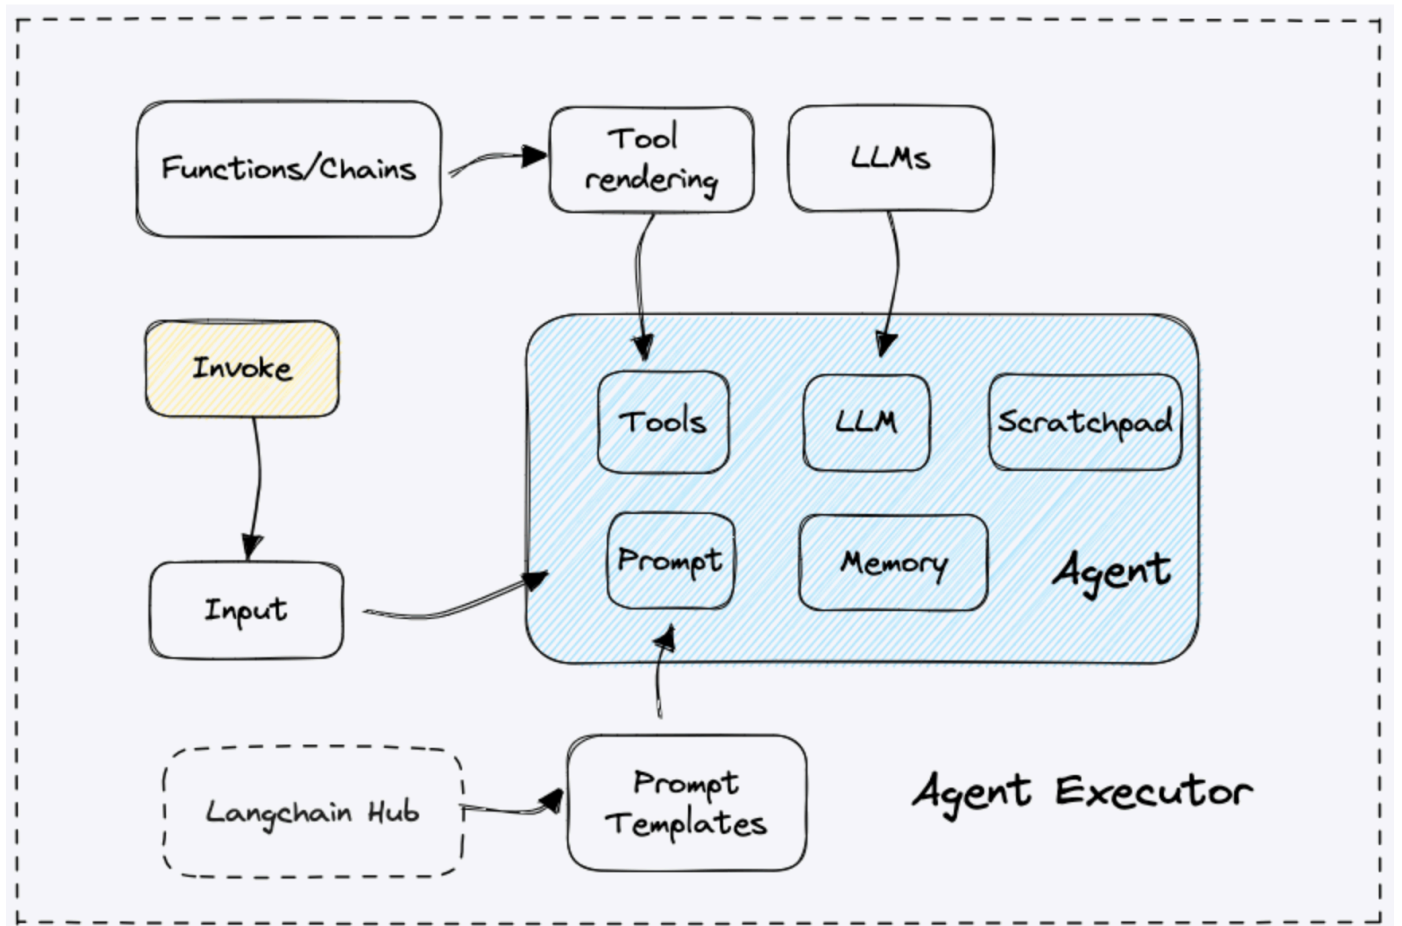 Functions/Chains
Tool
rendering
LLMs
Invoke
Tools
LLM
Scratchpad
Input
Prompt
Memory
Agent
Langchain Hub
Prompt
Templates
Agent Executor